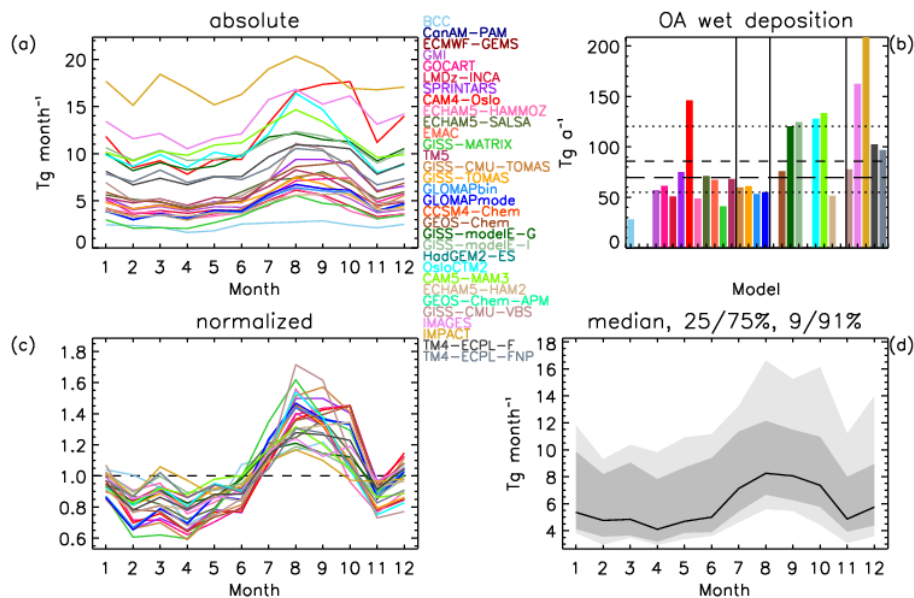 absolute
(a)
Tg month⁻¹
20
15
10
5
0
1 2 3 4 5 6 7 8 9 10 11 12
Month
BCC
CanAM-PAM
ECMWF-GEMS
GMI
GOCART
LMDz-INCA
SPRINTARS
CAM4-Oslo
ECHAM5-HAMMOZ
ECHAM5-SALSA
EMAC
GISS-MATRIX
TM5
GISS-CMU-TOMAS
GISS-TOMAS
GLOMAPbin
GLOMAPmode
CCSM4-Chem
GEOS-Chem
GISS-modelE-G
GISS-modelE-I
HadGEM2-ES
OsloCTM2
CAM5-MAM3
ECHAM5-HAM2
GEOS-Chem-APM
GISS-CMU-VBS
IMAGES
IMPACT
TM4-ECPL-F
TM4-ECPL-FNP
OA wet deposition
(b)
Tg a⁻¹
200
150
100
50
0
Model
normalized
(c)
1.8
1.6
1.4
1.2
1.0
0.8
0.6
1 2 3 4 5 6 7 8 9 10 11 12
Month
median, 25/75%, 9/91%
(d)
Tg month⁻¹
18
16
14
12
10
8
6
4
1 2 3 4 5 6 7 8 9 10 11 12
Month